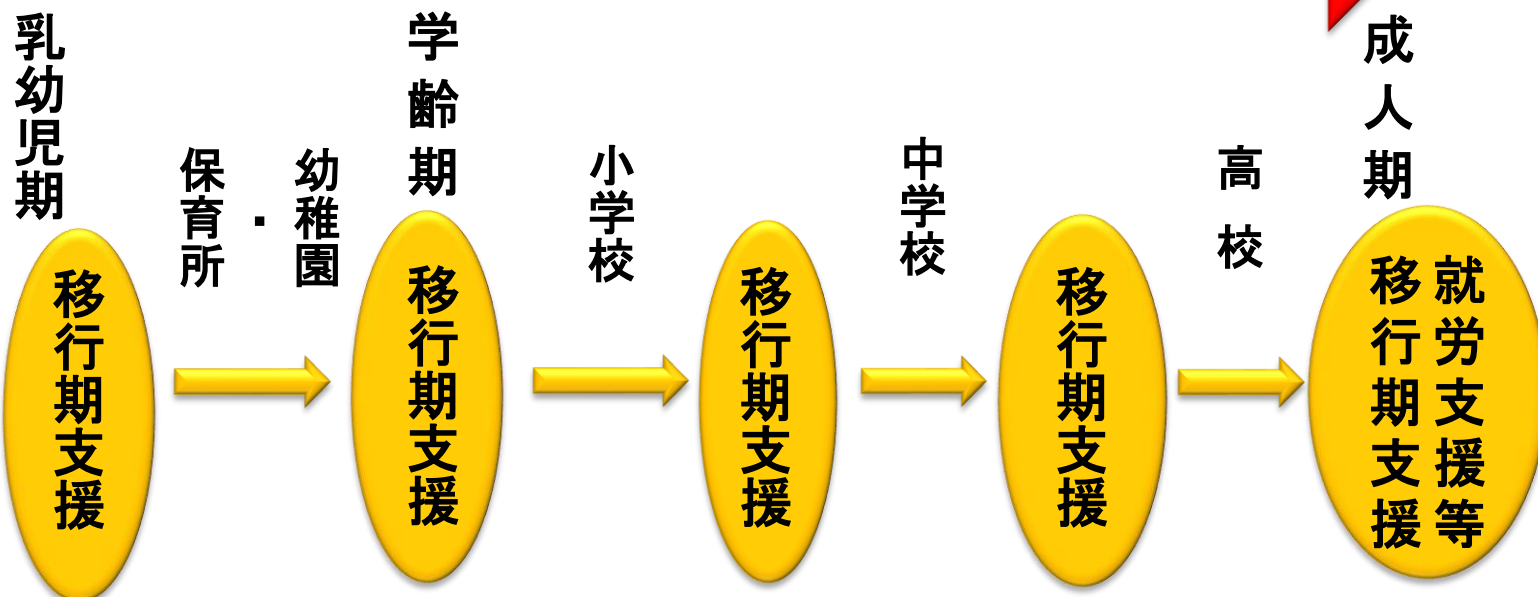 乳幼児期
移行期支援
保育所
・
幼稚園
学齢期
移行期支援
小学校
移行期支援
中学校
移行期支援
高校
成人期
就労支援等
移行期支援